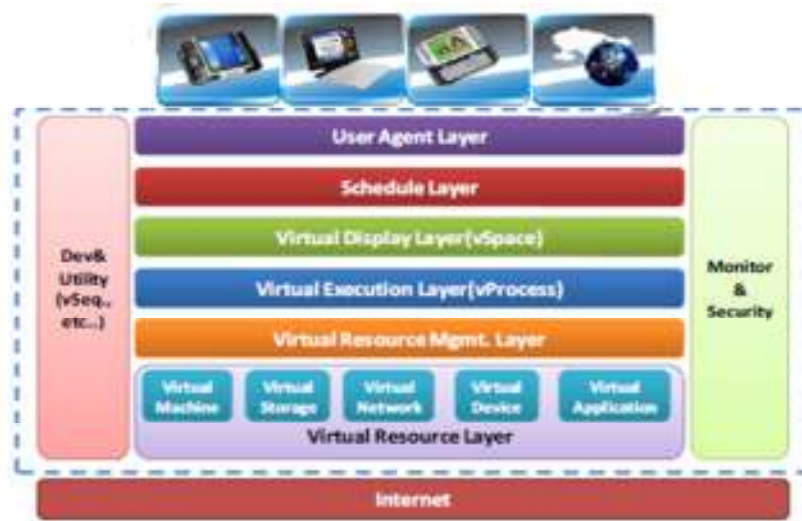 User Agent Layer
Schedule Layer
Virtual Display Layer(vSpace)
Dev&
Utility
(vSeq.,
etc..)
Virtual Execution Layer(vProcess)
Monitor
&
Security
Virtual Resource Mgmt. Layer
Virtual
Machine
Virtual
Storage
Virtual
Network
Virtual
Device
Virtual
Application
Virtual Resource Layer
Internet